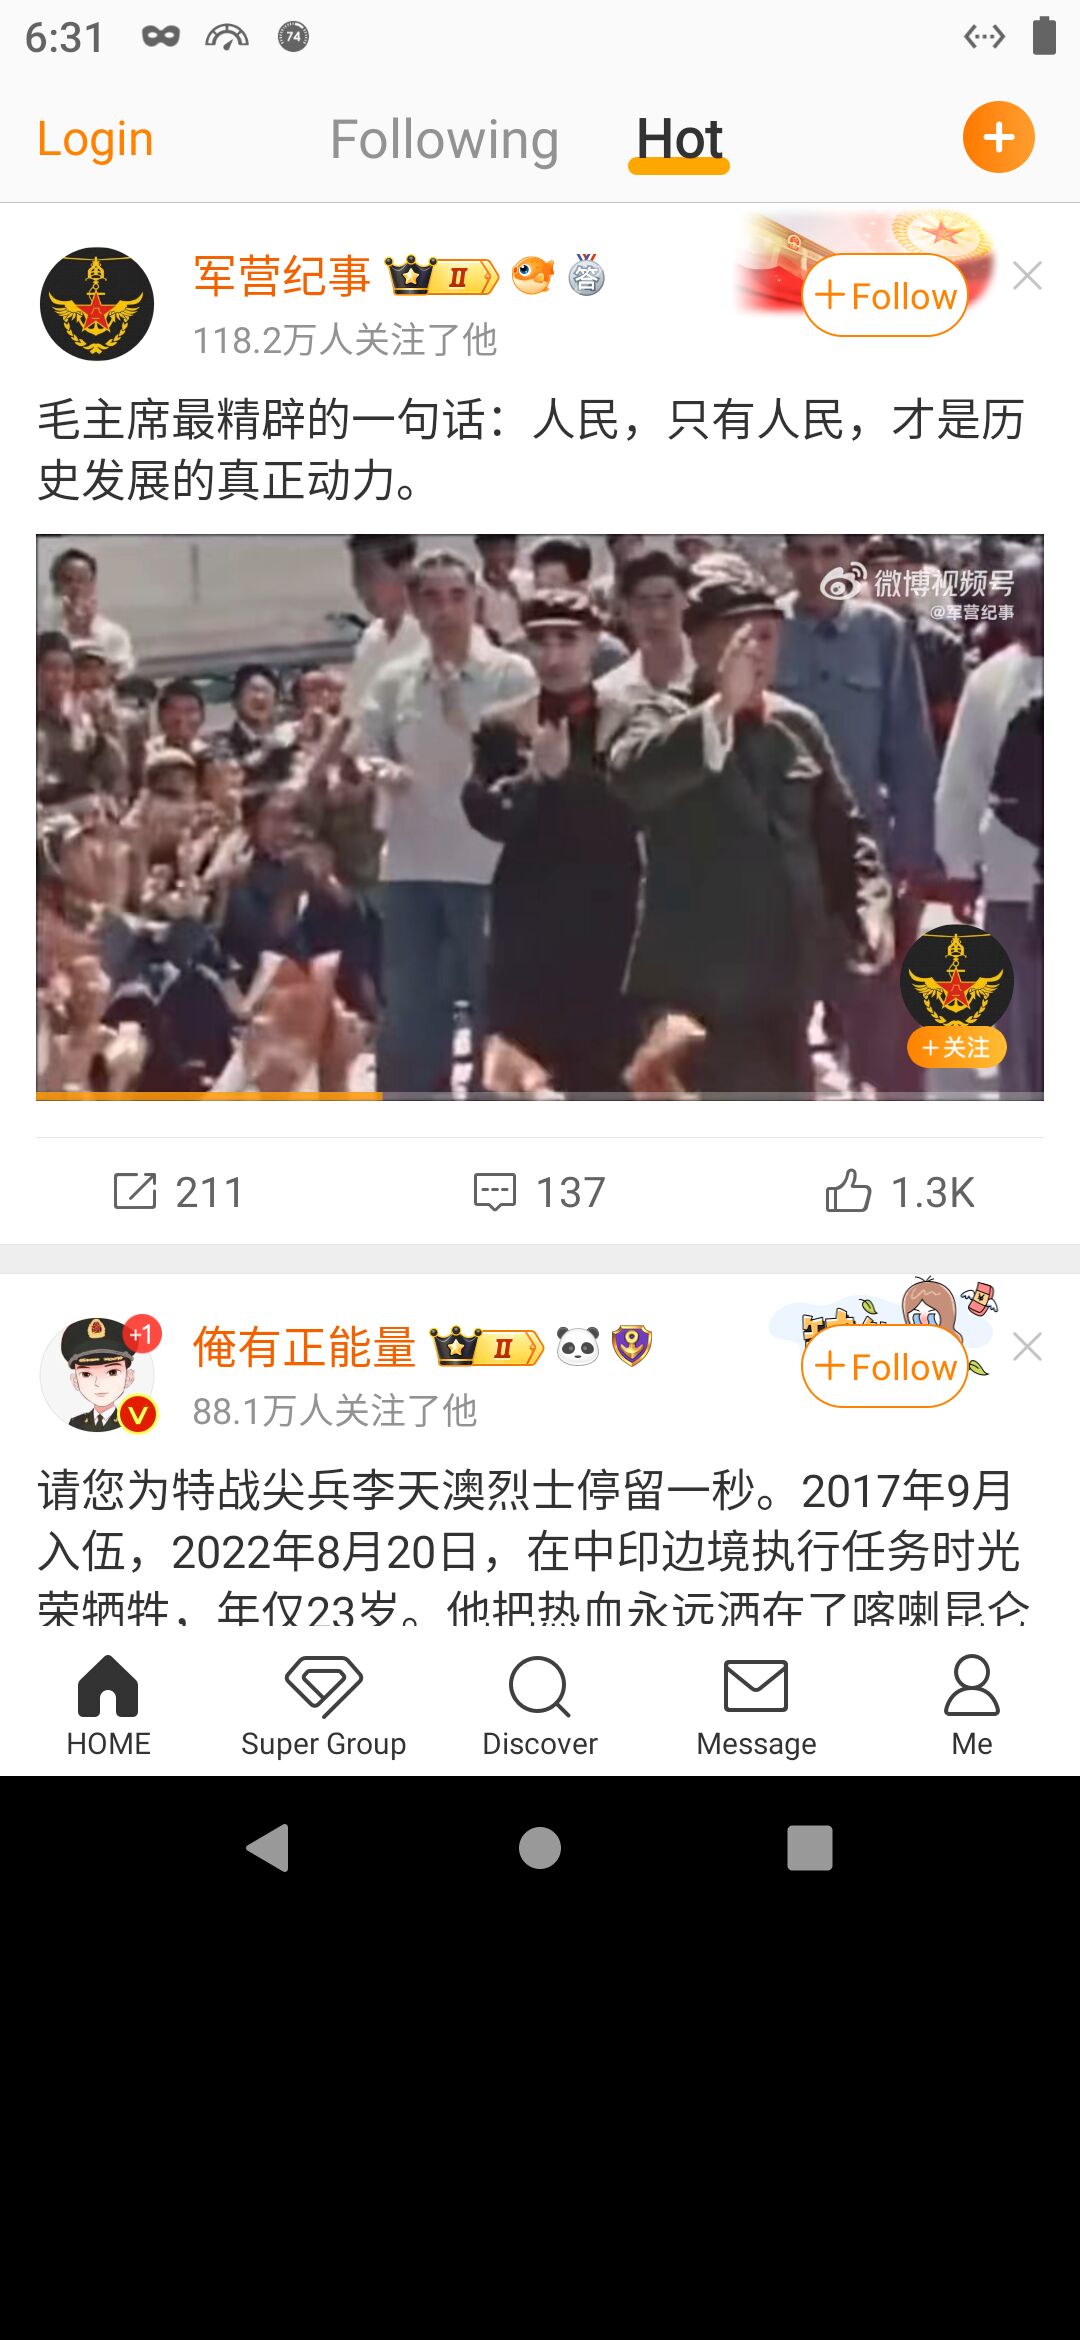 6:31
74
Login
Following
Hot
军营纪事
II
答
118.2万人关注了他
+Follow
毛主席最精辟的一句话：人民，只有人民，才是历
史发展的真正动力。
微博视频号
@军营纪事
+关注
211
137
1.3K
+1
V
俺有正能量
II
88.1万人关注了他
+Follow
请您为特战尖兵李天澳烈士停留一秒。2017年9月
入伍，2022年8月20日，在中印边境执行任务时光
荣牺牲，年仅23岁。他把热血永远洒在了喀喇昆仑
HOME
Super Group
Discover
Message
Me